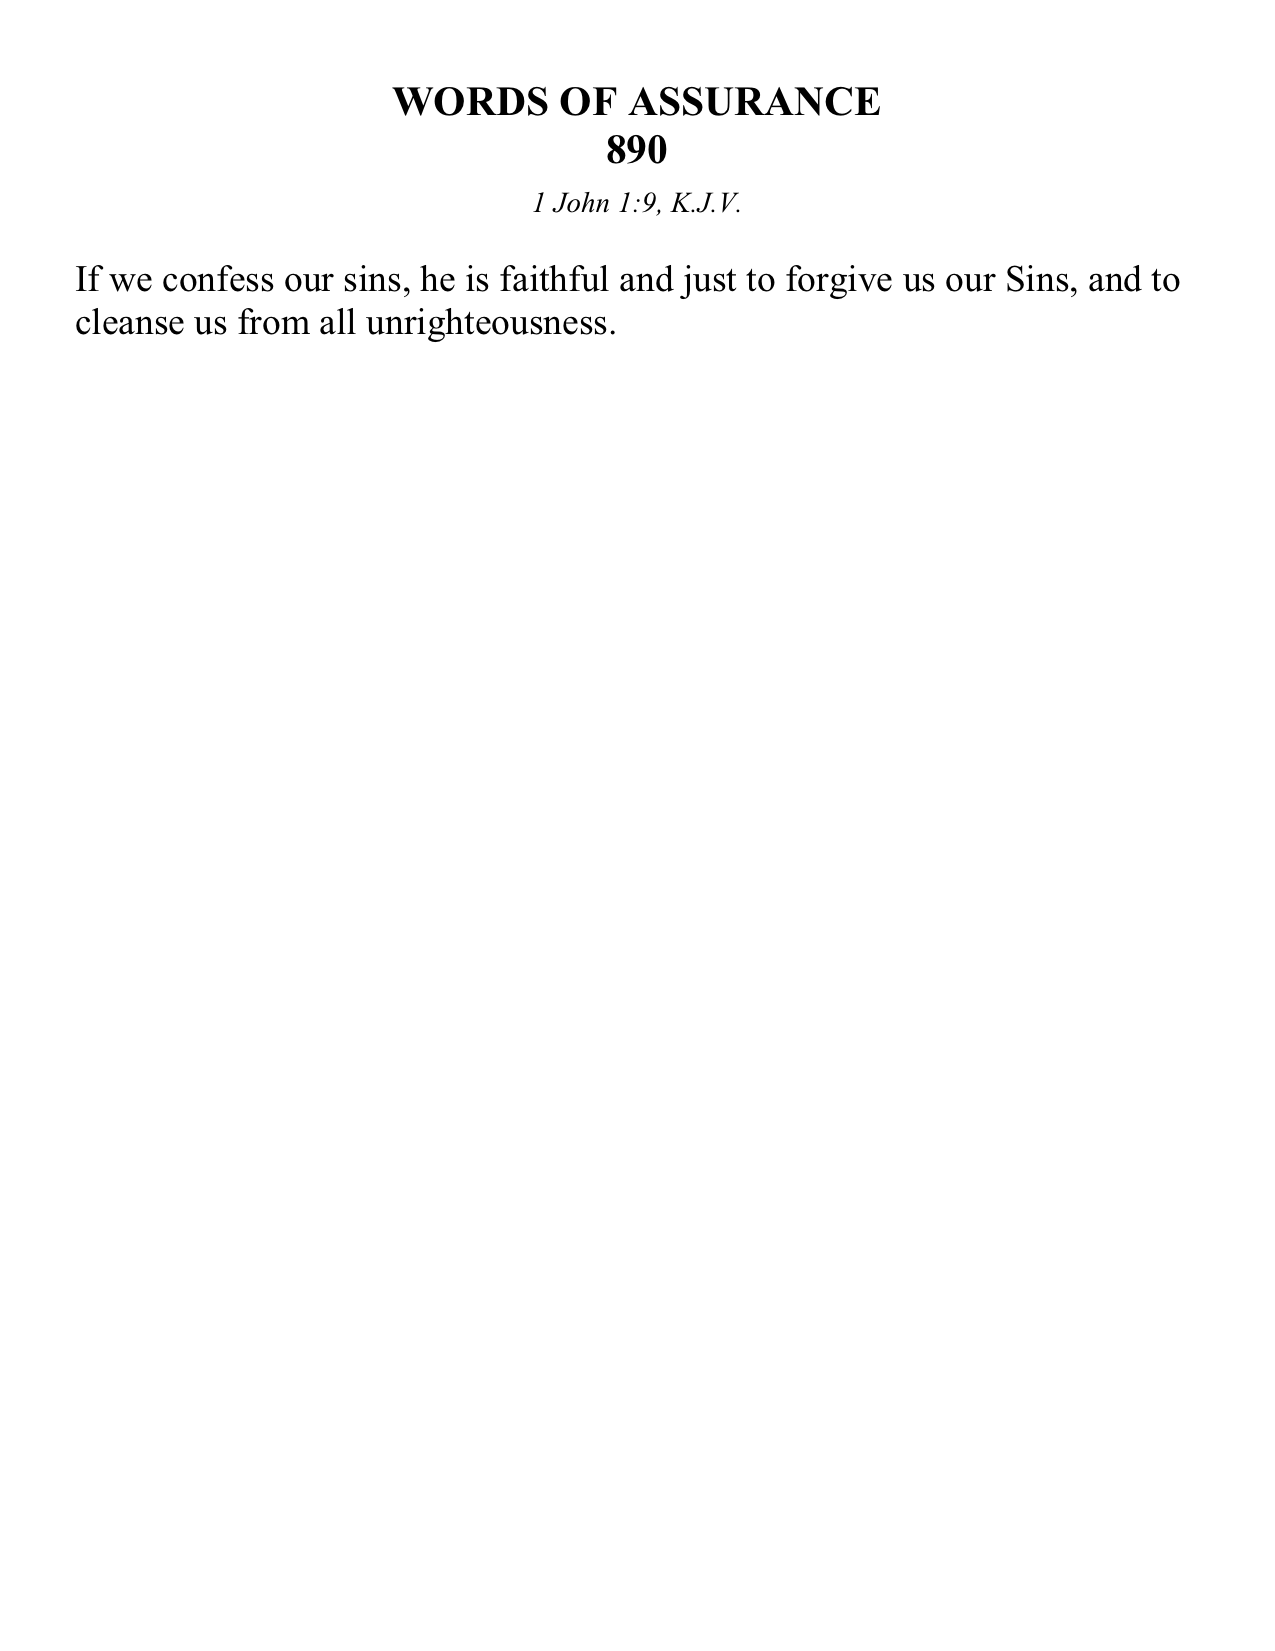 WORDS OF ASSURANCE
890
1 John 1:9, K.J.V.
If we confess our sins, he is faithful and just to forgive us our Sins, and to
cleanse us from all unrighteousness.